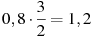 0,8 · 3/2 = 1,2